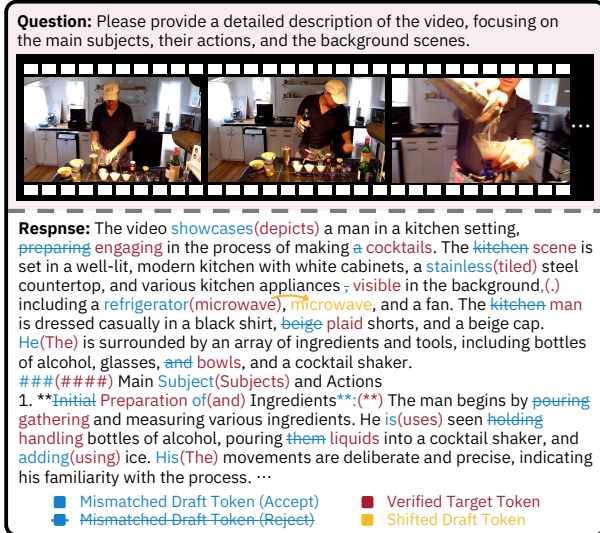 Question: Please provide a detailed description of the video, focusing on
the main subjects, their actions, and the background scenes.
...
Respnse: The video showcases(depicts) a man in a kitchen setting,
preparing engaging in the process of making a cocktails. The kitchen scene is
set in a well-lit, modern kitchen with white cabinets, a stainless(tiled) steel
countertop, and various kitchen appliances , visible in the background,(.)
including a refrigerator(microwave), microwave, and a fan. The kitchen man
is dressed casually in a black shirt, beige plaid shorts, and a beige cap.
He(The) is surrounded by an array of ingredients and tools, including bottles
of alcohol, glasses, and bowls, and a cocktail shaker.
###(####) Main Subject(Subjects) and Actions
1. **Initial Preparation of(and) Ingredients**:(**) The man begins by pouring
gathering and measuring various ingredients. He is(uses) seen holding
handling bottles of alcohol, pouring them liquids into a cocktail shaker, and
adding(using) ice. His(The) movements are deliberate and precise, indicating
his familiarity with the process. ...
Mismatched Draft Token (Accept)
Verified Target Token
Mismatched Draft Token (Reject)
Shifted Draft Token